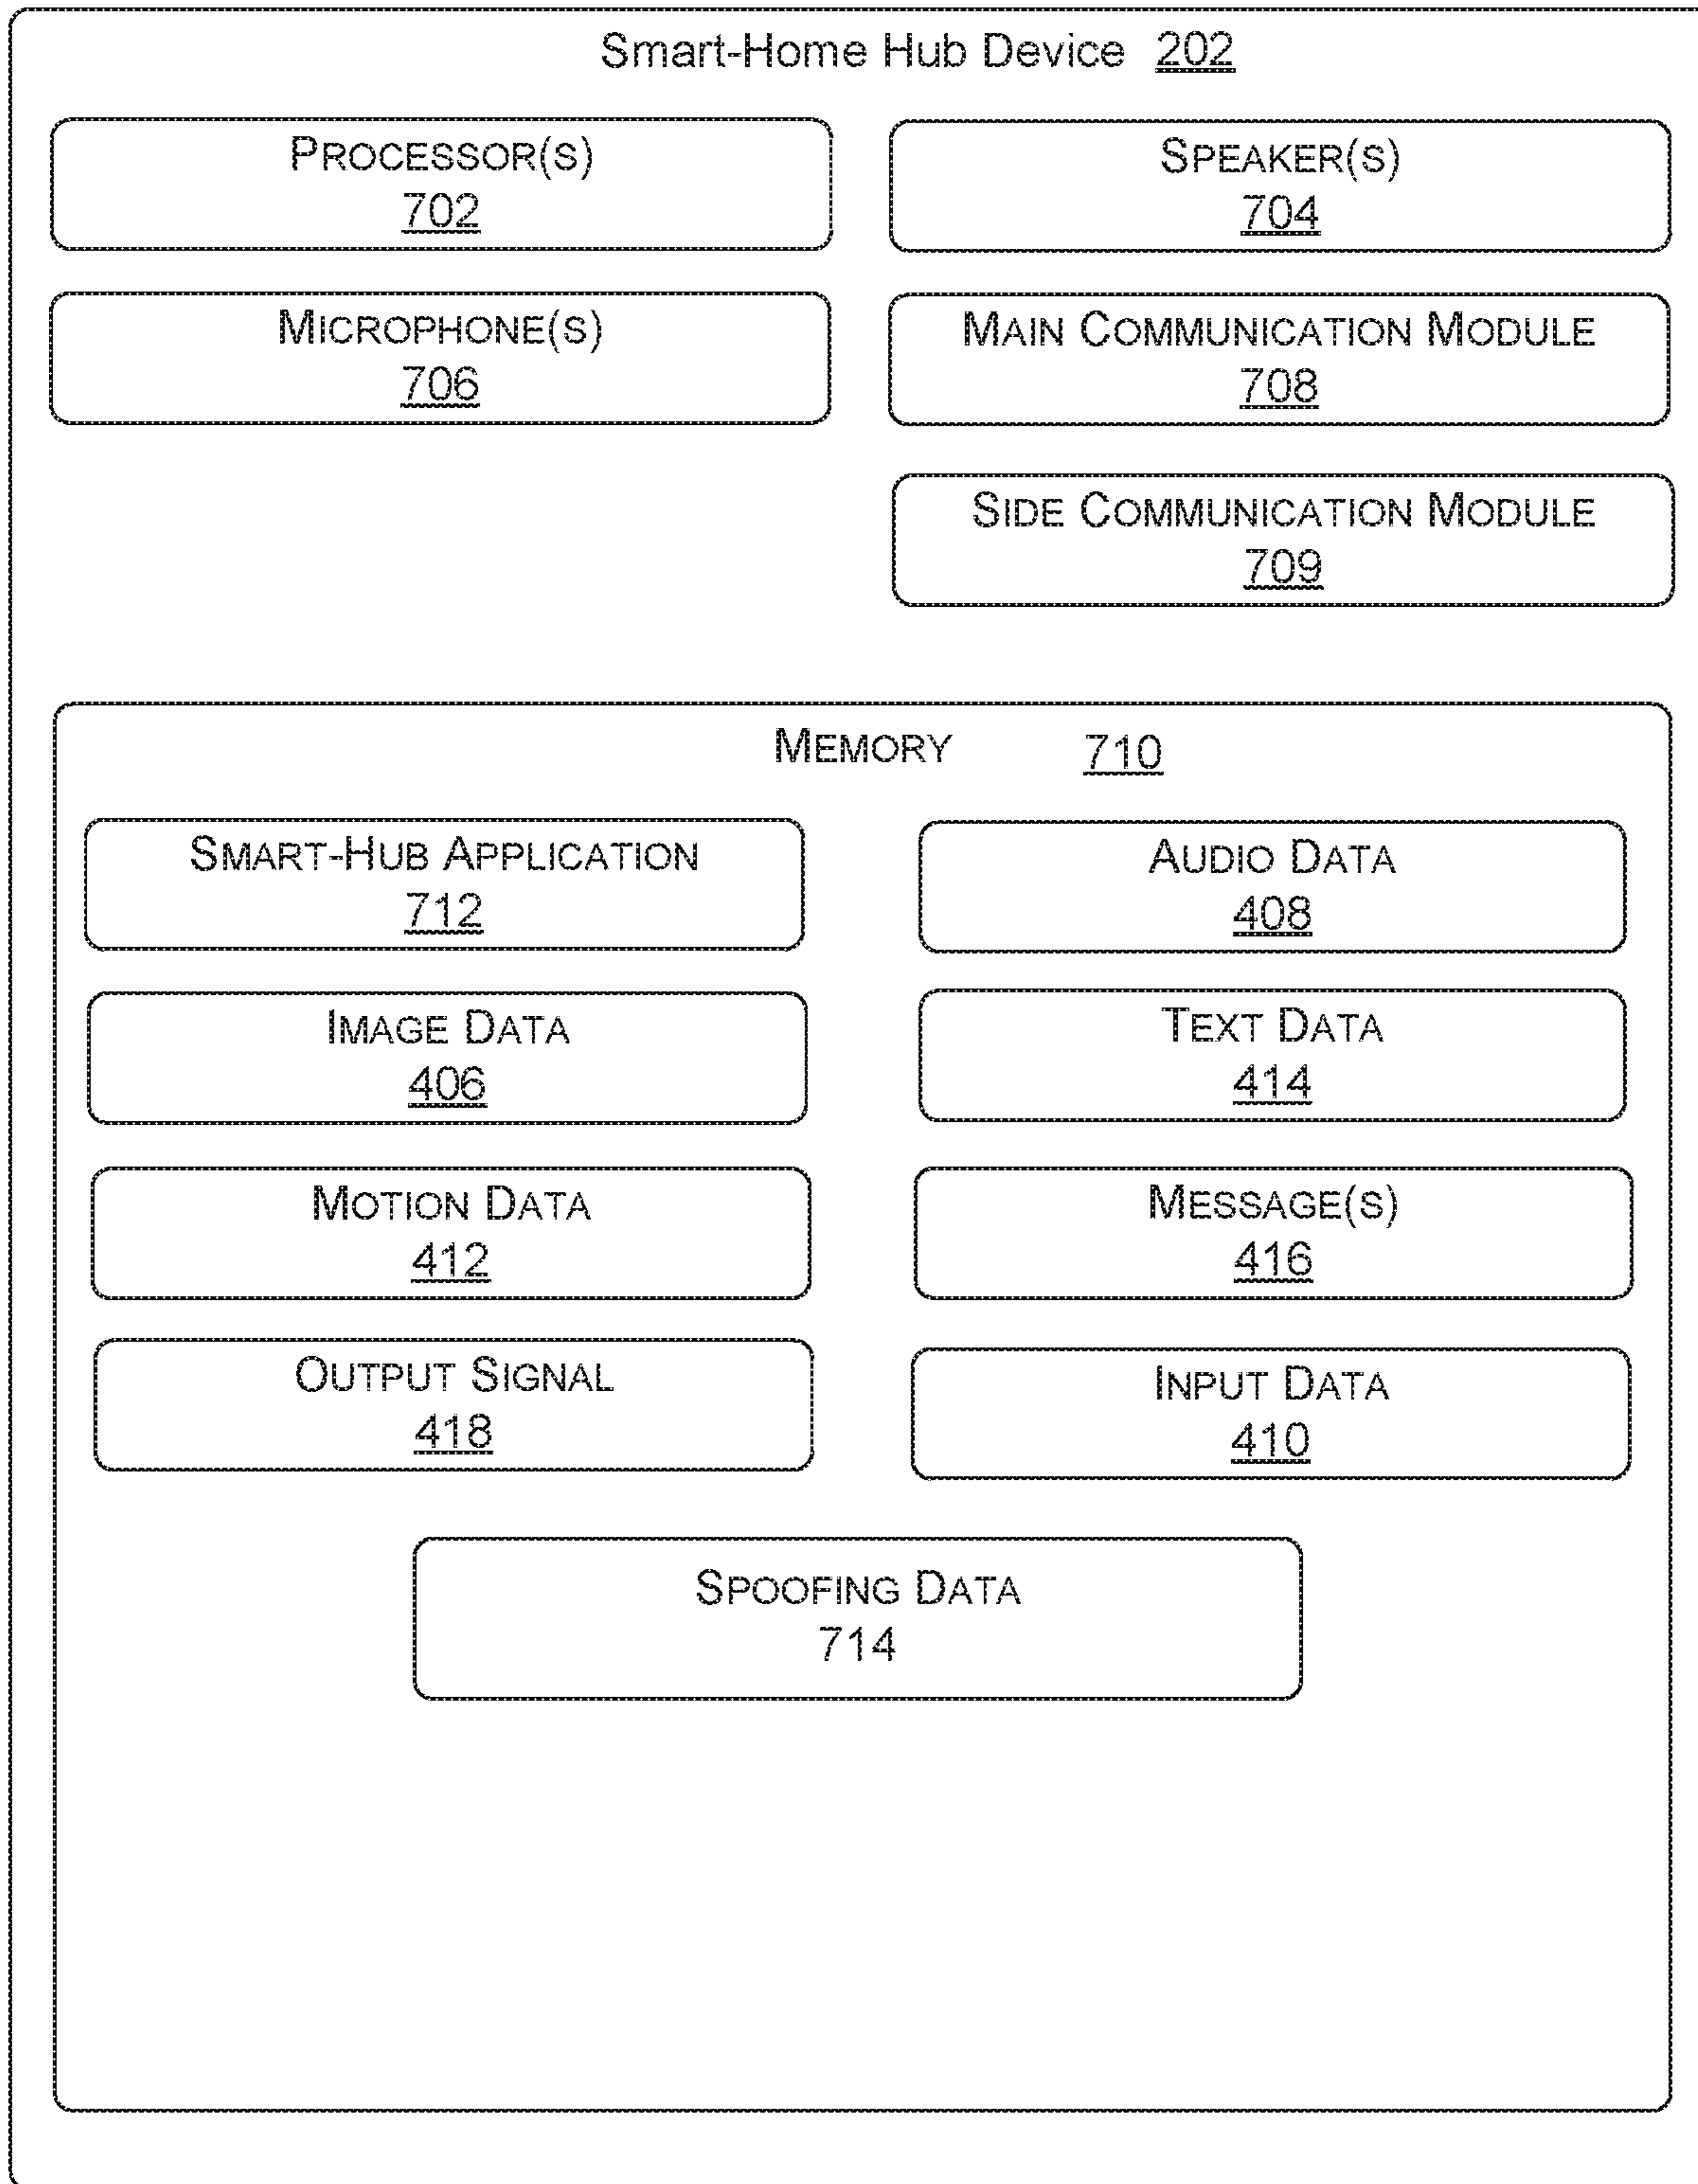 Smart-Home Hub Device 202
PROCESSOR(S)
702
SPEAKER(S)
704
MICROPHONE(S)
706
MAIN COMMUNICATION MODULE
708
SIDE COMMUNICATION MODULE
709
MEMORY 710
SMART-HUB APPLICATION
712
AUDIO DATA
408
IMAGE DATA
406
TEXT DATA
414
MOTION DATA
412
MESSAGE(S)
416
OUTPUT SIGNAL
418
INPUT DATA
410
SPOOFING DATA
714